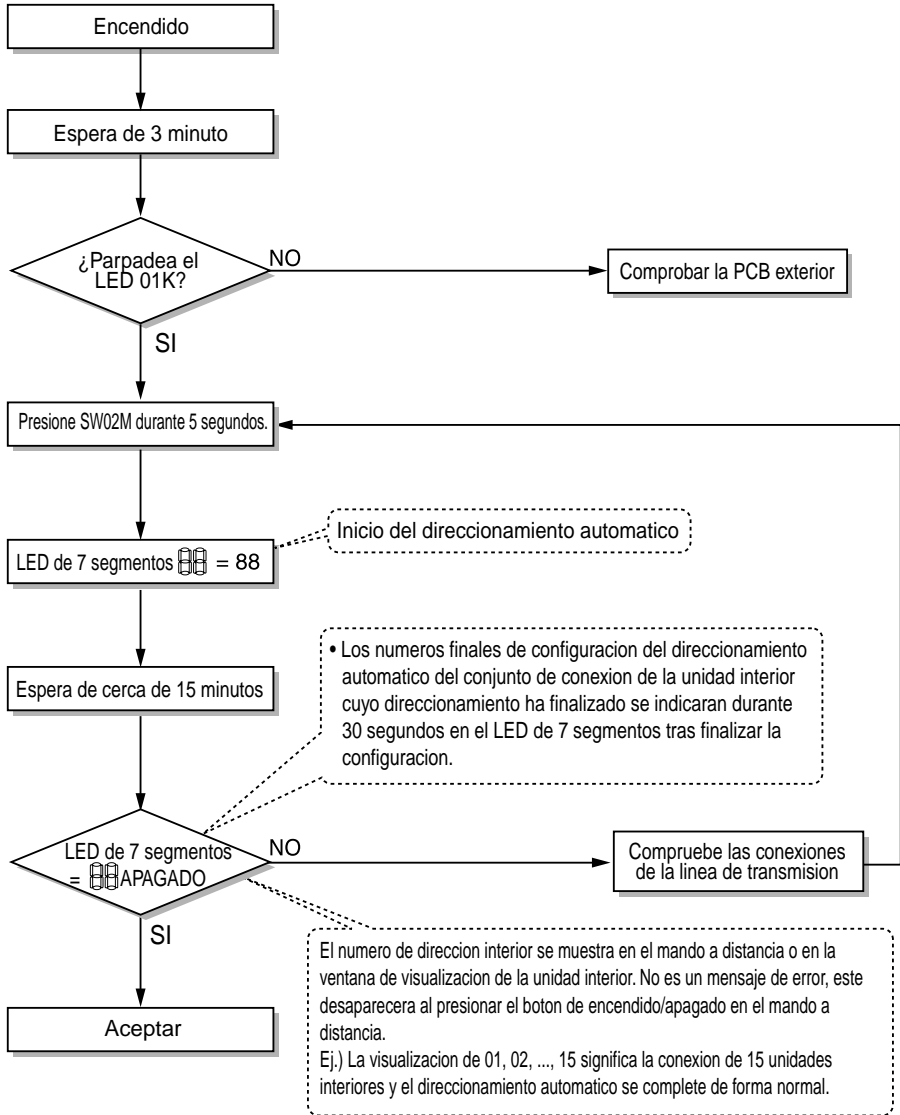 Encendido
Espera de 3 minuto
¿Parpadea el
LED 01K?
NO
Comprobar la PCB exterior
SI
Presione SW02M durante 5 segundos.
Inicio del direccionamiento automatico
LED de 7 segmentos 88 = 88
• Los numeros finales de configuracion del direccionamiento
automatico del conjunto de conexion de la unidad interior
cuyo direccionamiento ha finalizado se indicaran durante
30 segundos en el LED de 7 segmentos tras finalizar la
configuracion.
Espera de cerca de 15 minutos
LED de 7 segmentos
= 88 APAGADO
NO
Compruebe las conexiones
de la linea de transmision
SI
El numero de direccion interior se muestra en el mando a distancia o en la
ventana de visualizacion de la unidad interior. No es un mensaje de error, este
desaparecera al presionar el boton de encendido/apagado en el mando a
distancia.
Ej.) La visualizacion de 01, 02, ..., 15 significa la conexion de 15 unidades
interiores y el direccionamiento automatico se complete de forma normal.
Aceptar